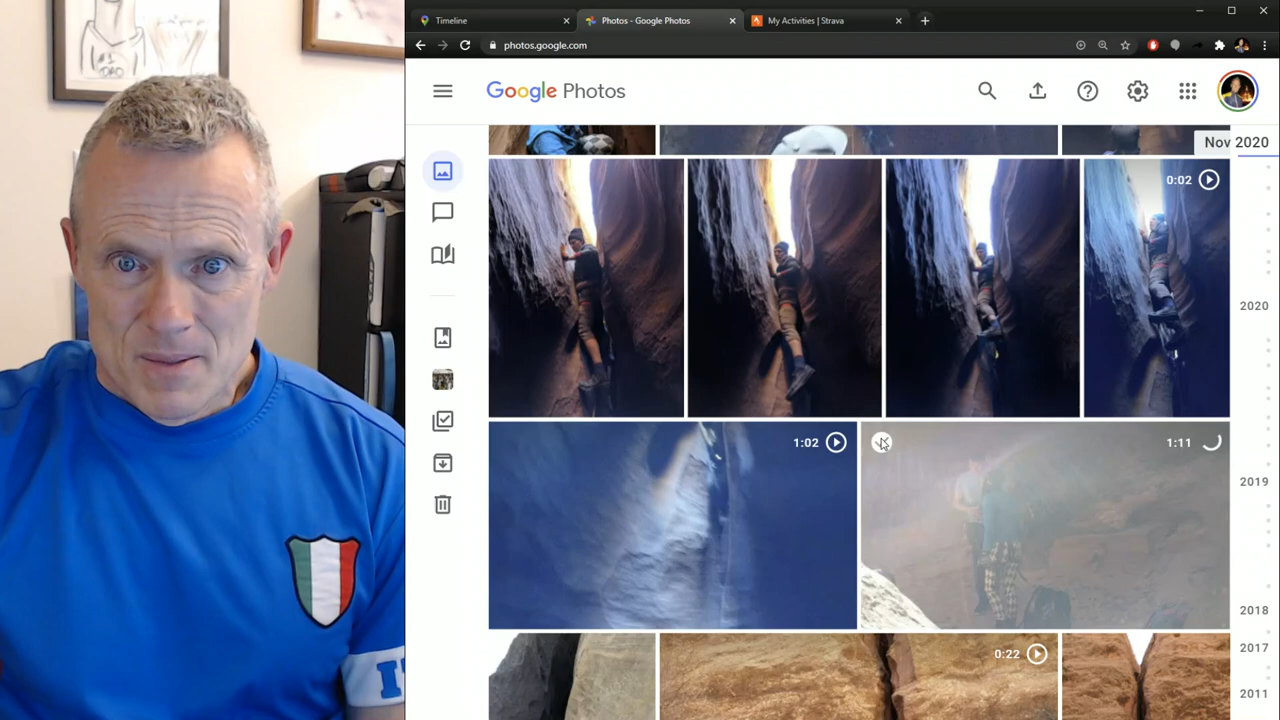 Timeline
Photos - Google Photos
My Activities | Strava
photos.google.com
Google Photos
Nov 2020
0:02
2020
1:02
1:11
2019
2018
0:22
2017
2011